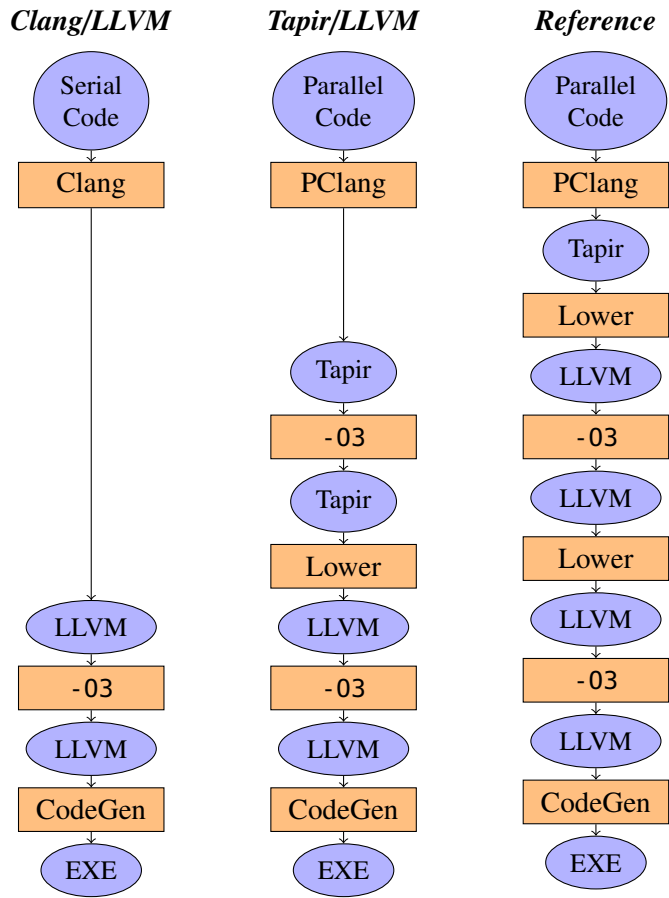 Clang/LLVM
Serial
Code
Clang
LLVM
-O3
LLVM
CodeGen
EXE
Tapir/LLVM
Parallel
Code
PClang
Tapir
-O3
Tapir
Lower
LLVM
-O3
LLVM
CodeGen
EXE
Reference
Parallel
Code
PClang
Tapir
Lower
LLVM
-O3
LLVM
Lower
LLVM
-O3
LLVM
CodeGen
EXE